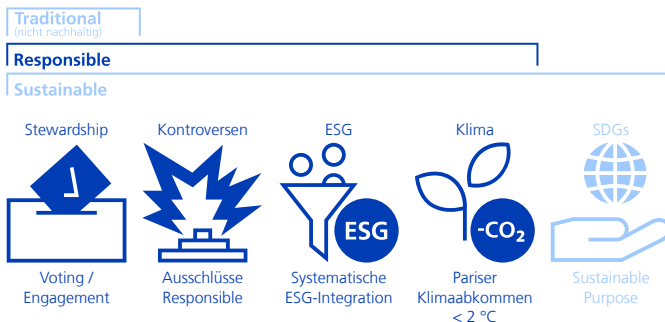 Traditional
(nicht nachhaltig)
Responsible
Sustainable
Stewardship
Kontroversen
ESG
Klima
SDGs
ESG
-CO₂
Voting /
Engagement
Ausschlüsse
Responsible
Systematische
ESG-Integration
Pariser
Klimaabkommen
< 2 °C
Sustainable
Purpose